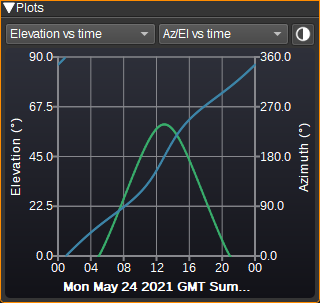 Plots
Elevation vs time
Az/El vs time
90.0
67.5
45.0
22.5
0.0
Elevation (°)
360.0
270.0
180.0
90.0
0.0
Azimuth (°)
00 04 08 12 16 20 00
Mon May 24 2021 GMT Sum...